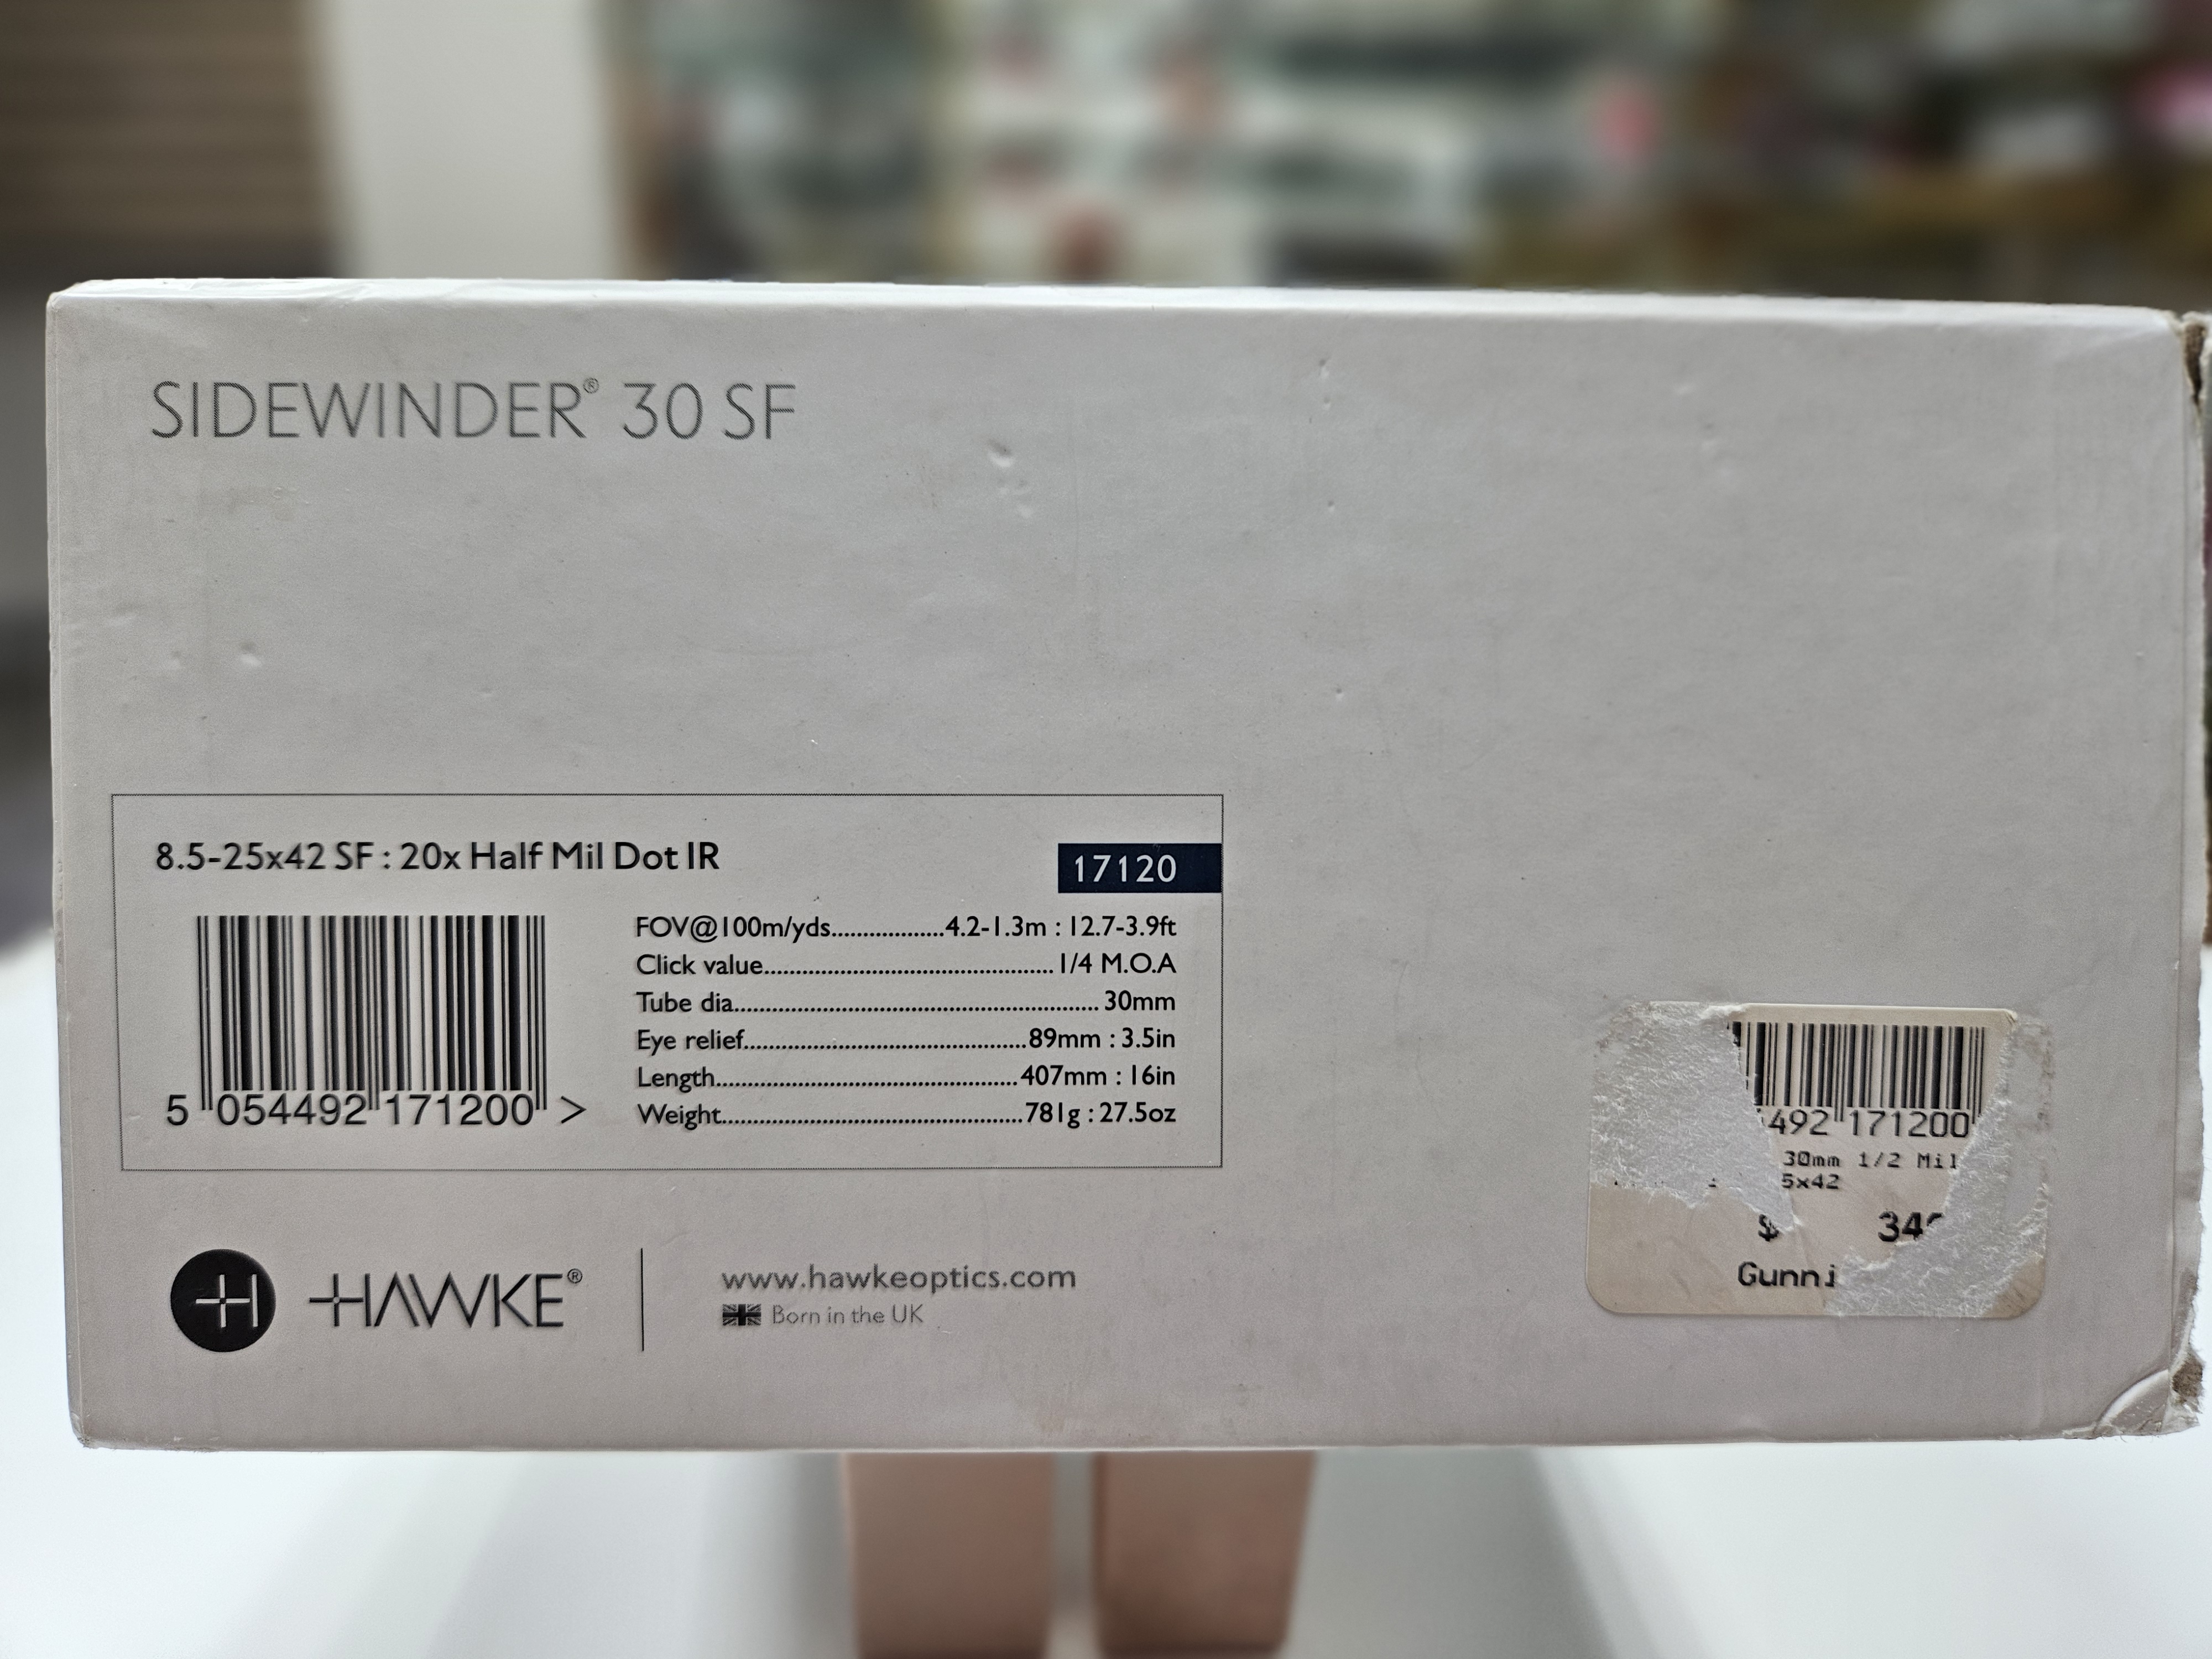 SIDEWINDER® 30 SF
8.5-25x42 SF : 20x Half Mil Dot IR
17120
FOV@100m/yds..................4.2-1.3m : 12.7-3.9ft
Click value..............................................1/4 M.O.A
Tube dia..........................................................30mm
Eye relief.............................................89mm : 3.5in
Length................................................407mm : 16in
Weight................................................781g : 27.5oz
5 054492 171200 >
HAWKE®
www.hawkeoptics.com
Born in the UK
492 171200
30mm 1/2 Mil
5x42
$ 34
Gunni